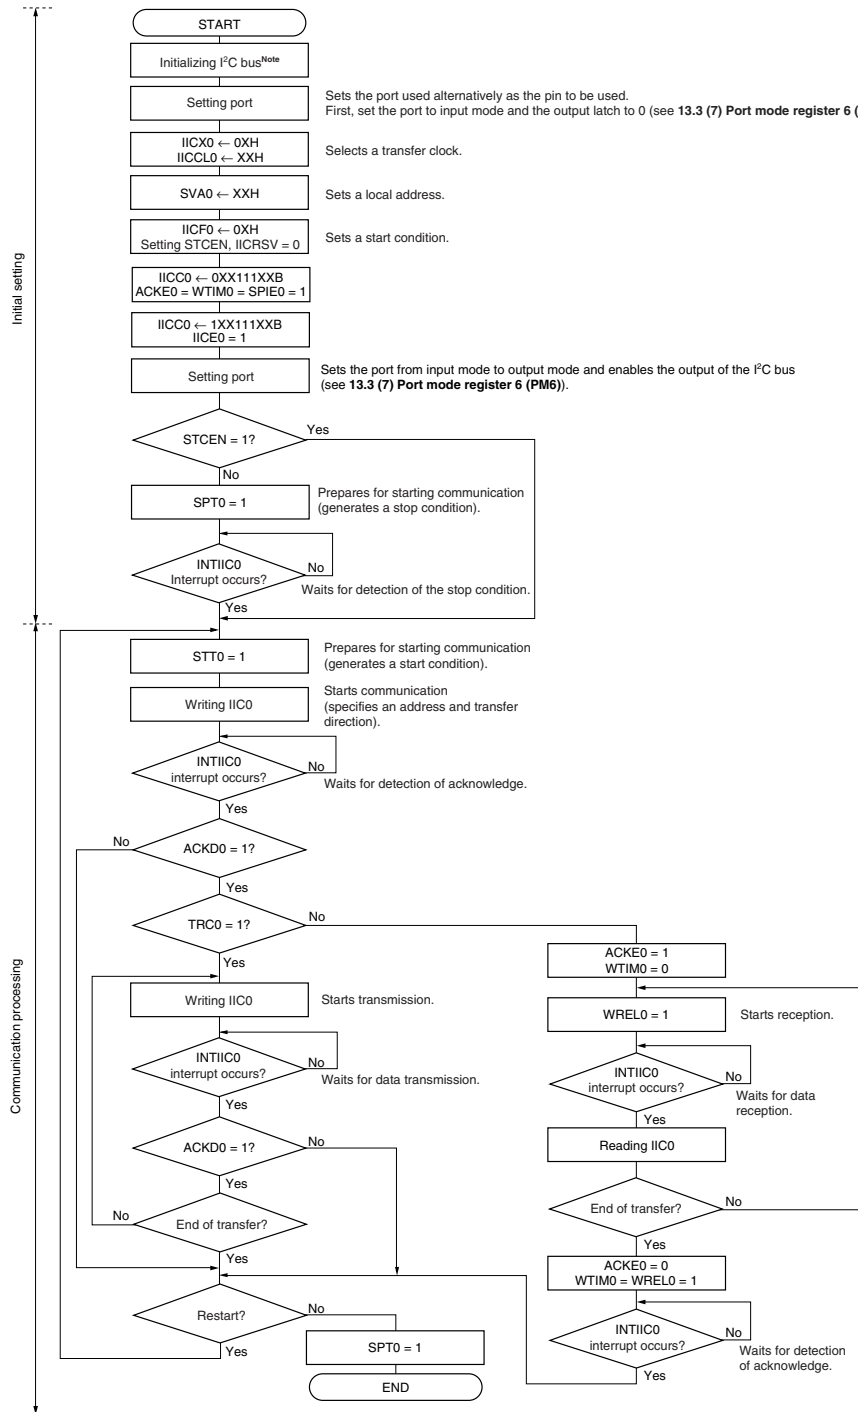 START
Initializing I²C bus^Note
Setting port
Sets the port used alternatively as the pin to be used.
First, set the port to input mode and the output latch to 0 (see 13.3 (7) Port mode register 6 (
IICX0 ← 0XH
IICCL0 ← XXH
Selects a transfer clock.
SVA0 ← XXH
Sets a local address.
IICF0 ← 0XH
Setting STCEN, IICRSV = 0
Sets a start condition.
IICC0 ← 0XX111XXB
ACKE0 = WTIM0 = SPIE0 = 1
IICC0 ← 1XX111XXB
IICE0 = 1
Setting port
Sets the port from input mode to output mode and enables the output of the I²C bus
(see 13.3 (7) Port mode register 6 (PM6)).
Initial setting
STCEN = 1?
Yes
No
SPT0 = 1
Prepares for starting communication
(generates a stop condition).
INTIIC0
Interrupt occurs?
No
Waits for detection of the stop condition.
Yes
STT0 = 1
Prepares for starting communication
(generates a start condition).
Writing IIC0
Starts communication
(specifies an address and transfer
direction).
INTIIC0
interrupt occurs?
No
Waits for detection of acknowledge.
Yes
No
ACKD0 = 1?
Yes
TRC0 = 1?
No
Yes
Communication processing
Writing IIC0
Starts transmission.
INTIIC0
interrupt occurs?
No
Waits for data transmission.
Yes
ACKD0 = 1?
No
Yes
No
End of transfer?
Yes
Restart?
No
Yes
SPT0 = 1
END
ACKE0 = 1
WTIM0 = 0
WREL0 = 1
Starts reception.
INTIIC0
interrupt occurs?
No
Waits for data
reception.
Yes
Reading IIC0
End of transfer?
No
Yes
ACKE0 = 0
WTIM0 = WREL0 = 1
INTIIC0
interrupt occurs?
No
Waits for detection
of acknowledge.
Yes